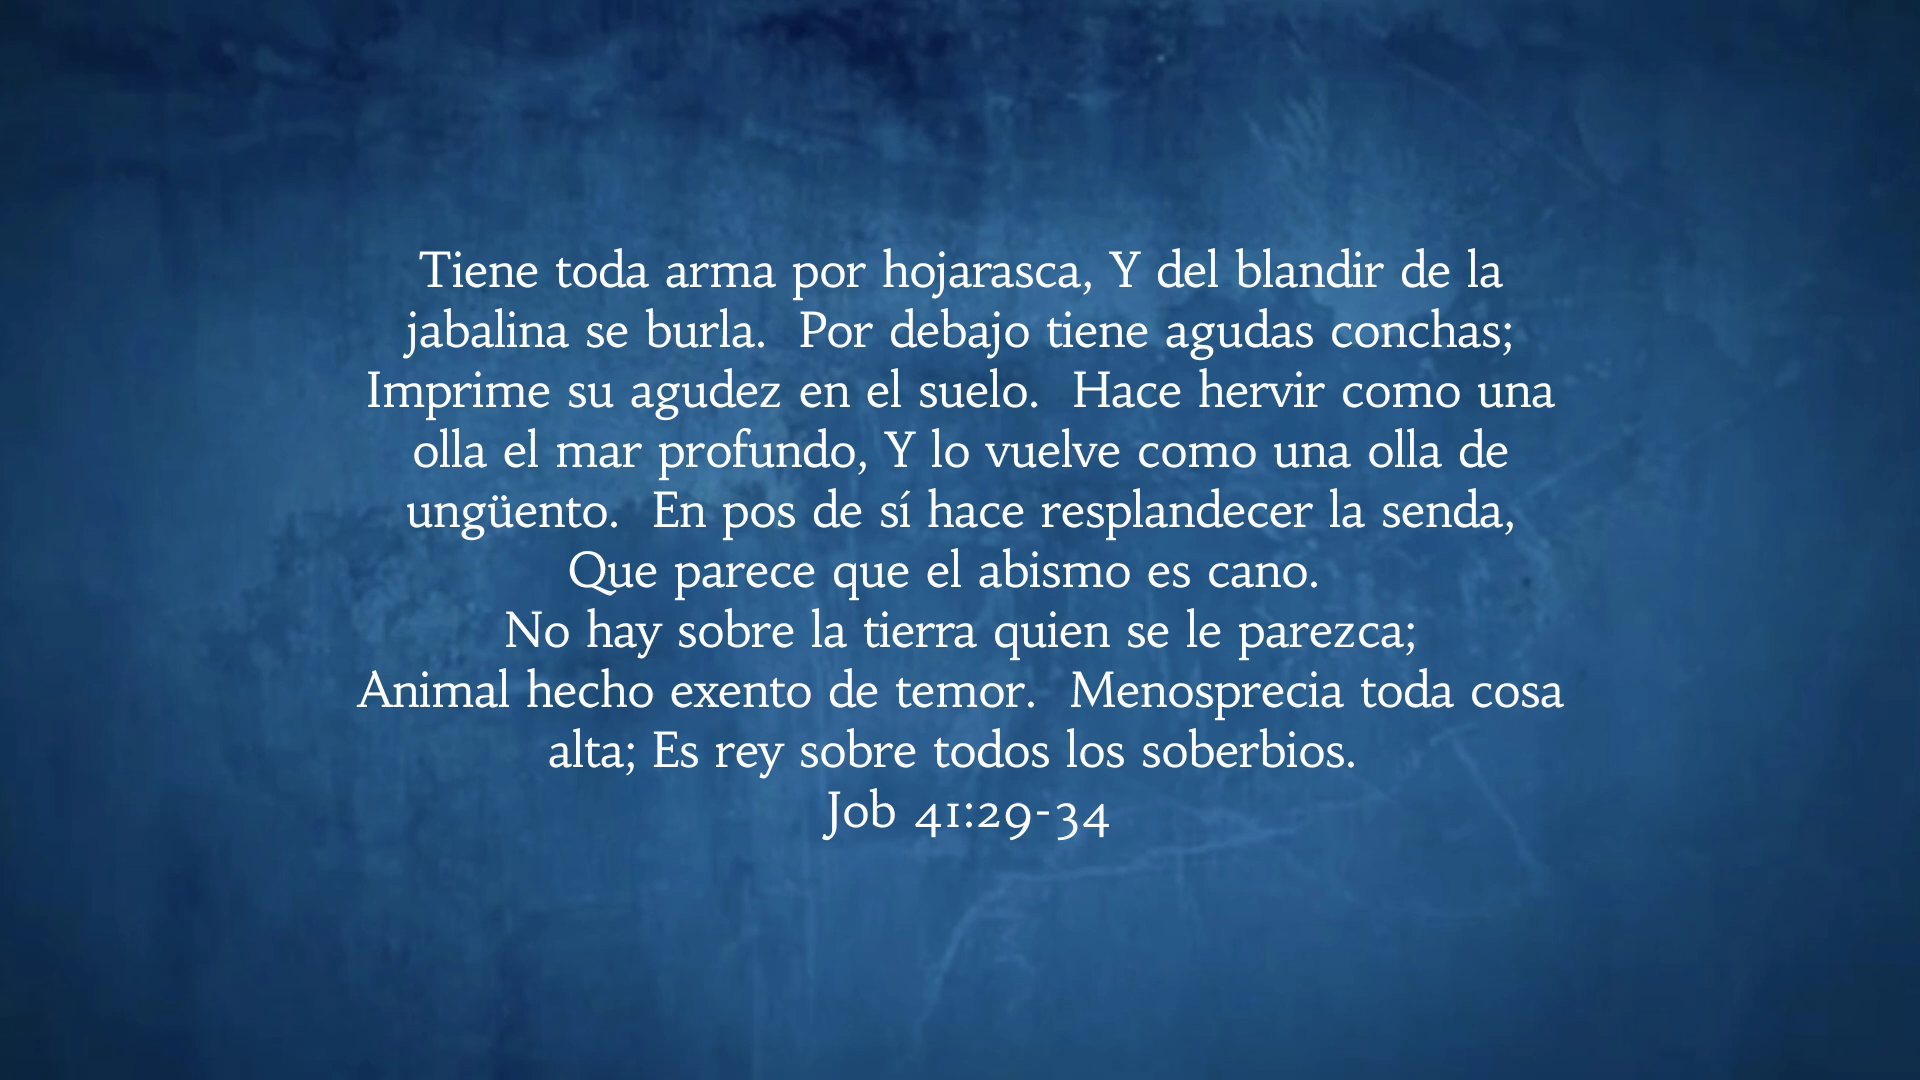 Tiene toda arma por hojarasca, Y del blandir de la
jabalina se burla.  Por debajo tiene agudas conchas;
Imprime su agudez en el suelo.  Hace hervir como una
olla el mar profundo, Y lo vuelve como una olla de
ungüento.  En pos de sí hace resplandecer la senda,
Que parece que el abismo es cano.
No hay sobre la tierra quien se le parezca;
Animal hecho exento de temor.  Menosprecia toda cosa
alta; Es rey sobre todos los soberbios.
Job 41:29-34